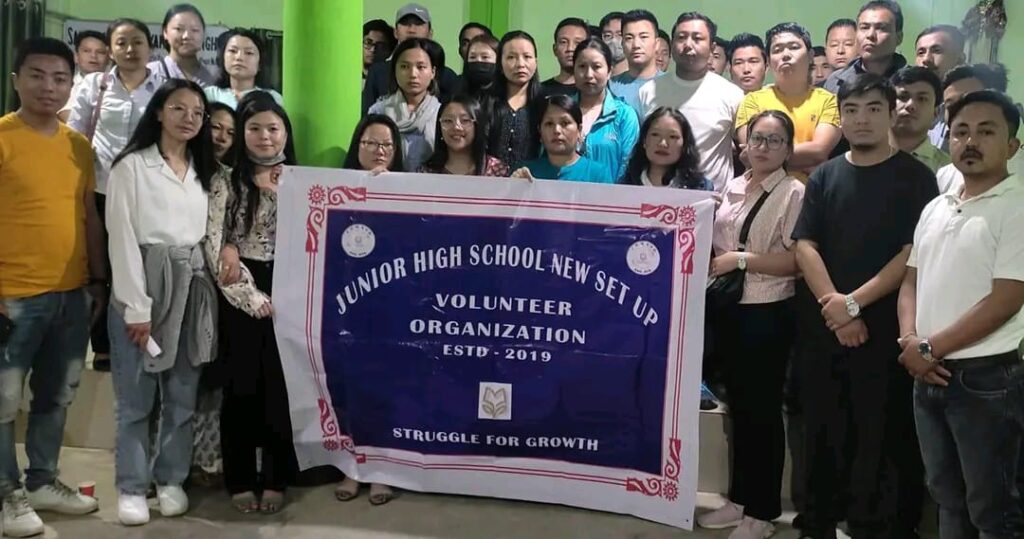 JUNIOR HIGH SCHOOL NEW SET UP
VOLUNTEER
ORGANIZATION
ESTD - 2019
STRUGGLE FOR GROWTH